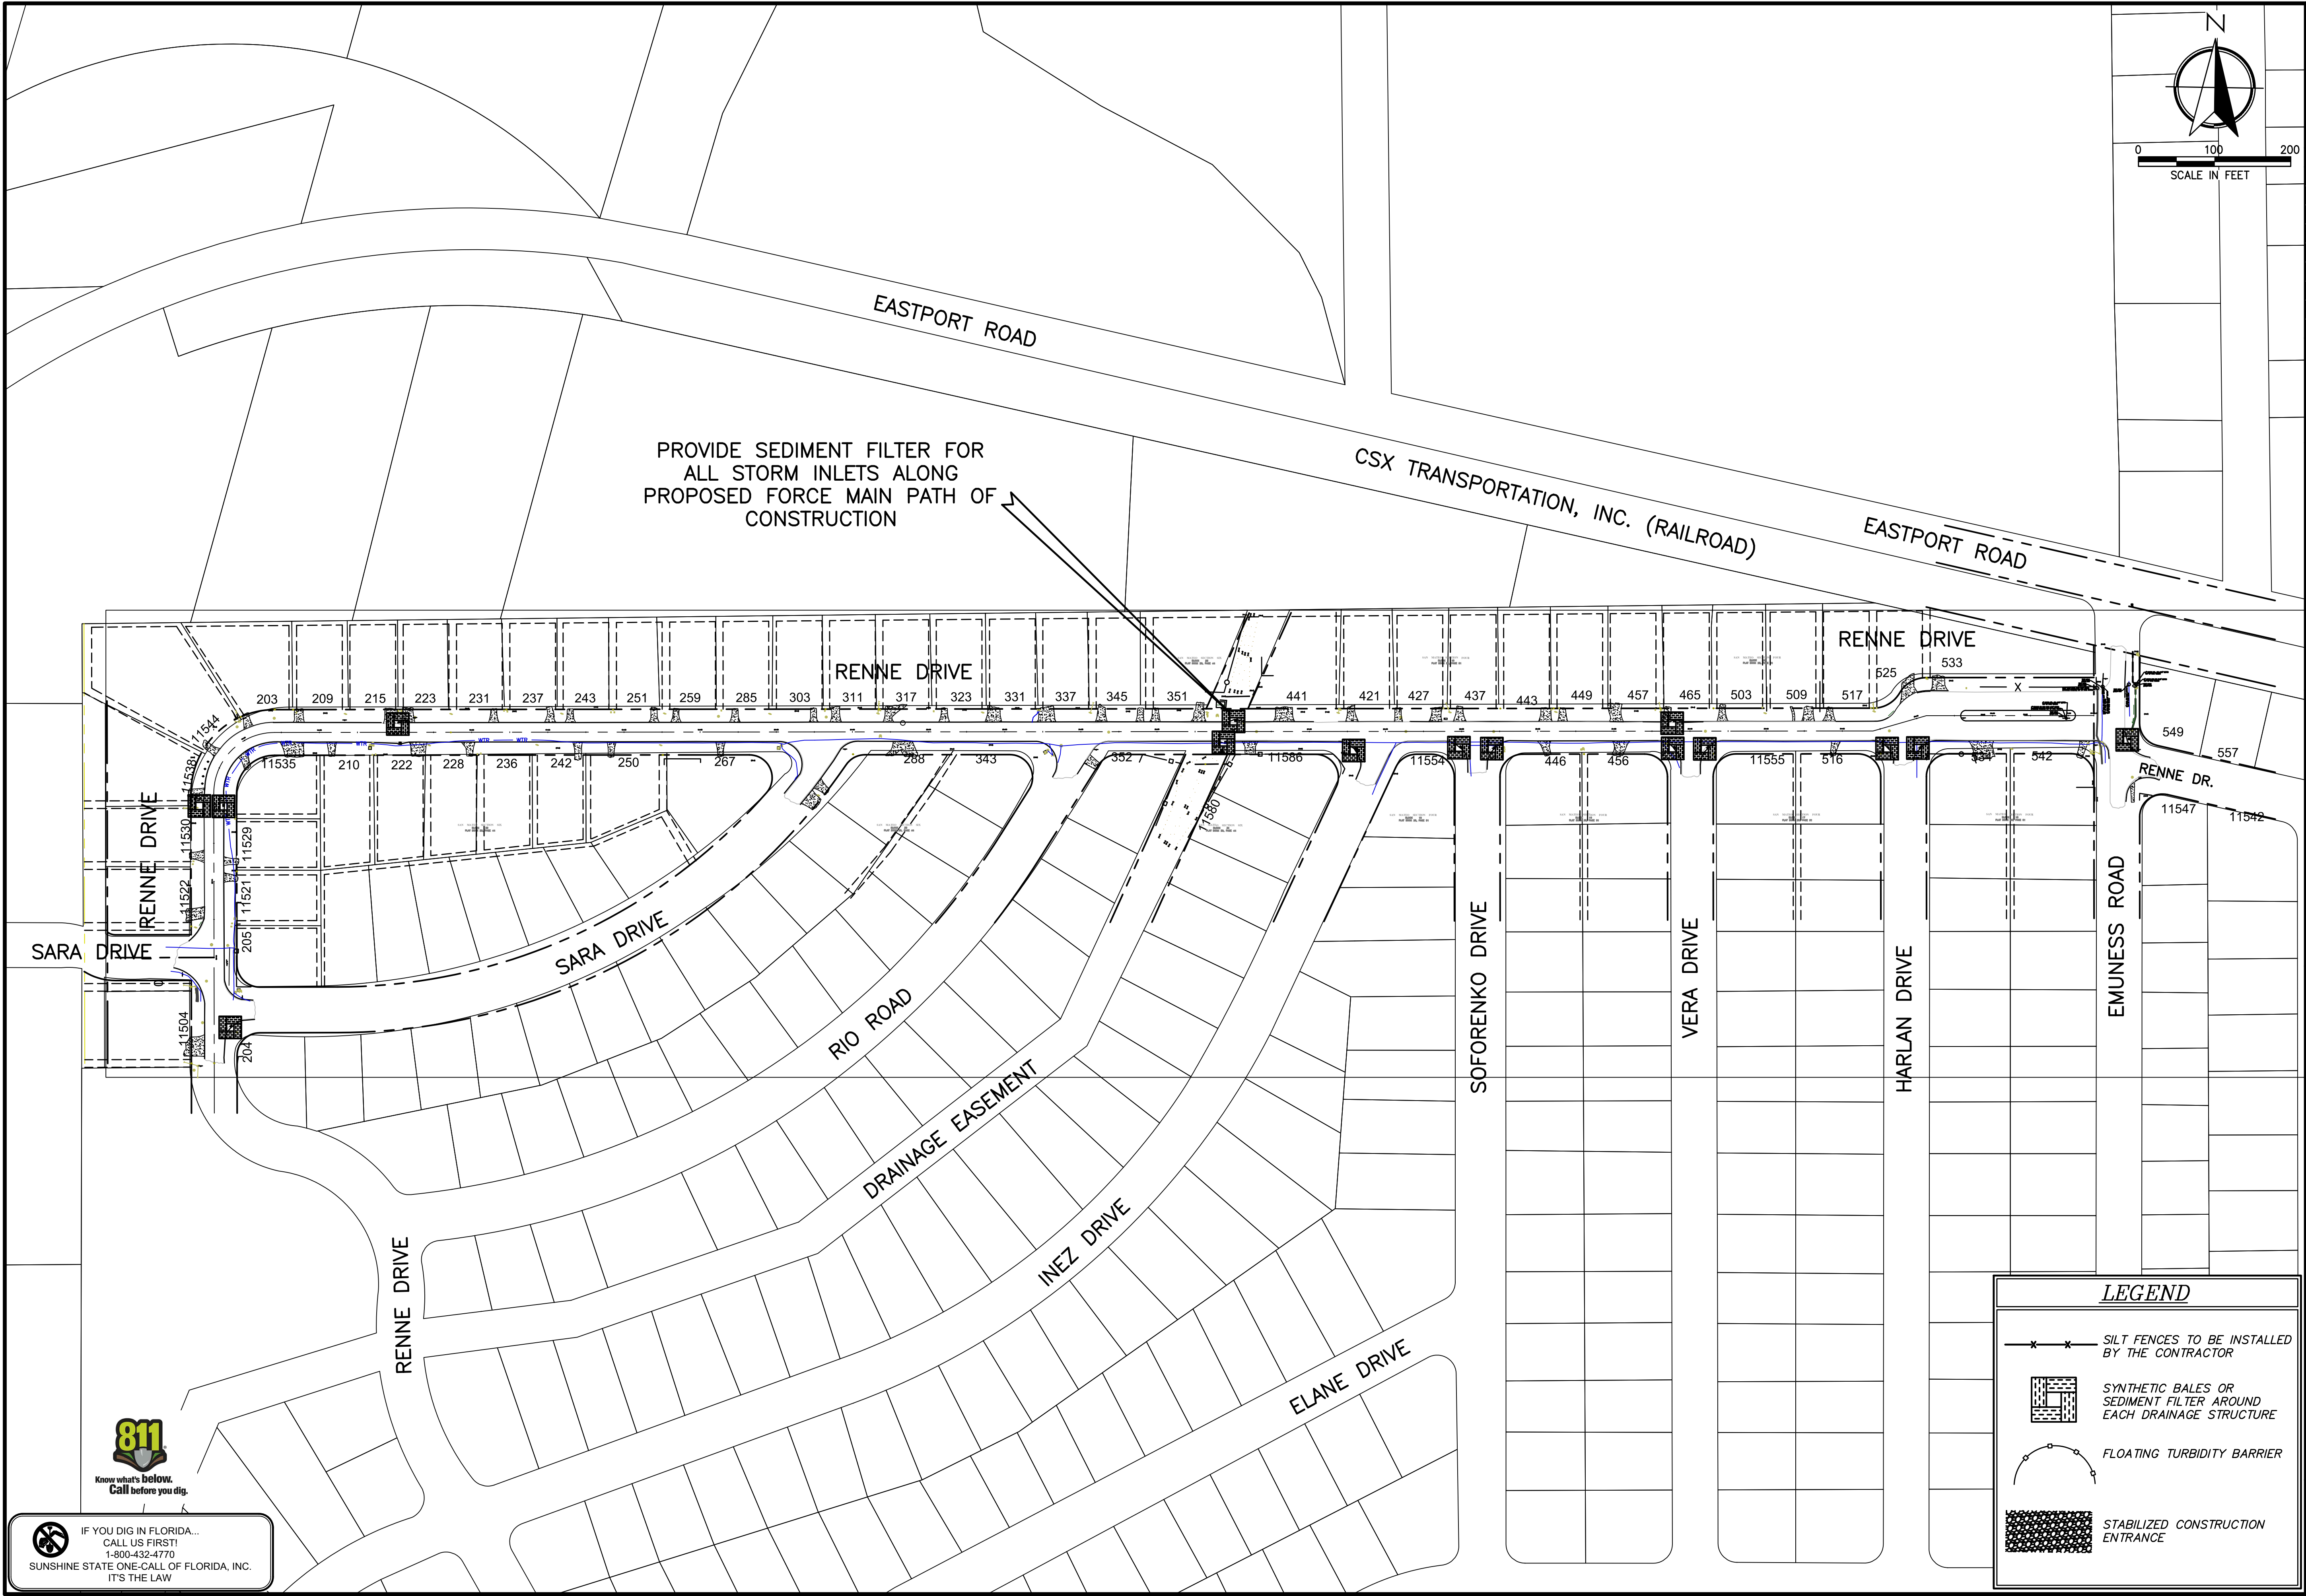 N
0 100 200
SCALE IN FEET
EASTPORT ROAD
PROVIDE SEDIMENT FILTER FOR
ALL STORM INLETS ALONG
PROPOSED FORCE MAIN PATH OF
CONSTRUCTION
CSX TRANSPORTATION, INC. (RAILROAD)
EASTPORT ROAD
RENNE DRIVE
RENNE DRIVE
533
525
203 209 215 223 231 237 243 251 259 285 303 311 317 323 331 337 345 351 441 421 427 437 443 449 457 465 503 509 517
X
11544
11538
WTR WTR WTR WTR WTR
549
557
11535 210 222 228 236 242 250 267 288 343 352 11586 11554 446 456 11555 516 534 542
RENNE DR.
11547
11542
11580
RENNE DRIVE
11530
11529
11522
11521
205
SARA DRIVE
SARA DRIVE
11504
204
RIO ROAD
DRAINAGE EASEMENT
INEZ DRIVE
SOFORENKO DRIVE
VERA DRIVE
HARLAN DRIVE
EMUNESS ROAD
RENNE DRIVE
ELANE DRIVE
811
Know what's below.
Call before you dig.
IF YOU DIG IN FLORIDA...
CALL US FIRST!
1-800-432-4770
SUNSHINE STATE ONE-CALL OF FLORIDA, INC.
IT'S THE LAW
LEGEND
SILT FENCES TO BE INSTALLED
BY THE CONTRACTOR
SYNTHETIC BALES OR
SEDIMENT FILTER AROUND
EACH DRAINAGE STRUCTURE
FLOATING TURBIDITY BARRIER
STABILIZED CONSTRUCTION
ENTRANCE